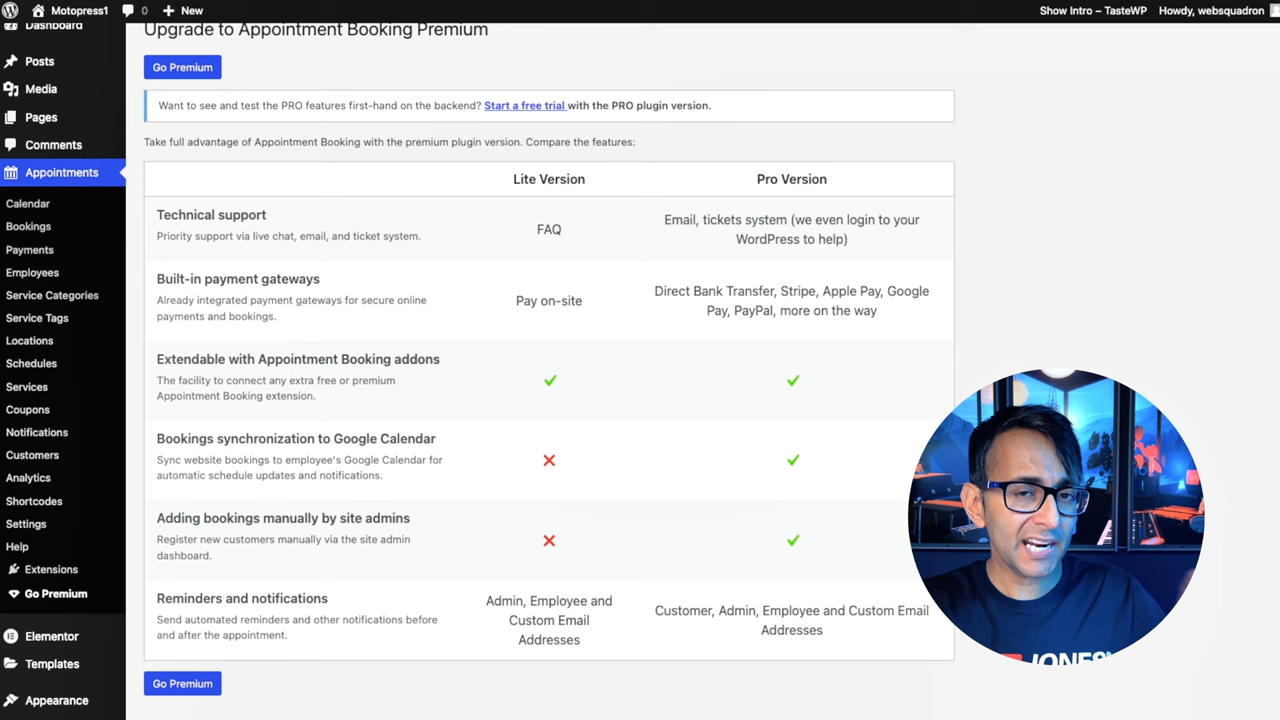 Motopress1
0
New
Show Intro – TasteWP
Howdy, websquadron
Dashboard
Posts
Media
Pages
Comments
Appointments
Calendar
Bookings
Payments
Employees
Service Categories
Service Tags
Locations
Schedules
Services
Coupons
Notifications
Customers
Analytics
Shortcodes
Settings
Help
Extensions
Go Premium
Elementor
Templates
Appearance
Upgrade to Appointment Booking Premium
Go Premium
Want to see and test the PRO features first-hand on the backend? Start a free trial with the PRO plugin version.
Take full advantage of Appointment Booking with the premium plugin version. Compare the features:
Lite Version
Pro Version
Technical support
Priority support via live chat, email, and ticket system.
FAQ
Email, tickets system (we even login to your
WordPress to help)
Built-in payment gateways
Already integrated payment gateways for secure online
payments and bookings.
Pay on-site
Direct Bank Transfer, Stripe, Apple Pay, Google
Pay, PayPal, more on the way
Extendable with Appointment Booking addons
The facility to connect any extra free or premium
Appointment Booking extension.
Bookings synchronization to Google Calendar
Sync website bookings to employee's Google Calendar for
automatic schedule updates and notifications.
Adding bookings manually by site admins
Register new customers manually via the site admin
dashboard.
Reminders and notifications
Send automated reminders and other notifications before
and after the appointment.
Admin, Employee and
Custom Email
Addresses
Customer, Admin, Employee and Custom Email
Addresses
Go Premium